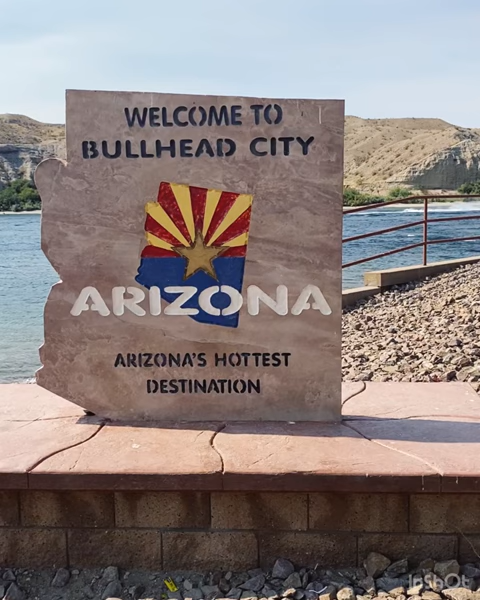 WELCOME TO
BULLHEAD CITY
ARIZONA
ARIZONA'S HOTTEST
DESTINATION
InShot